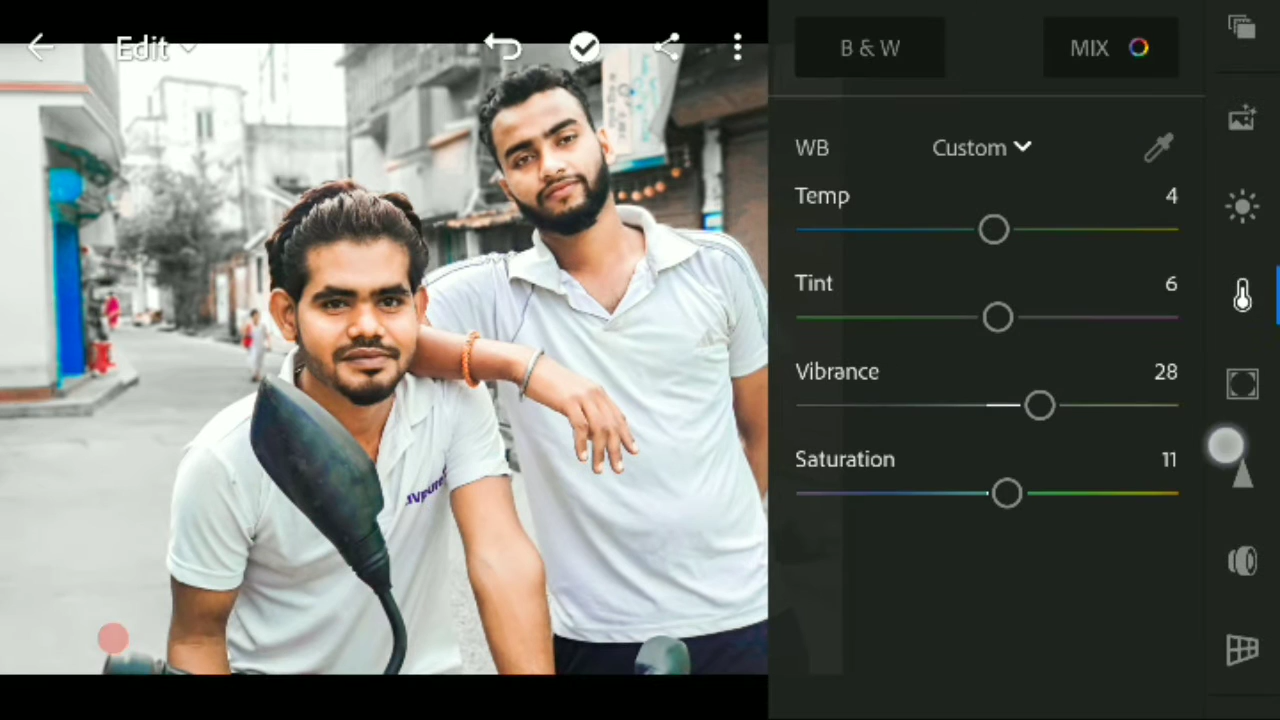 Edit
B & W
MIX
WB
Custom
Temp
4
Tint
6
Vibrance
28
Saturation
11